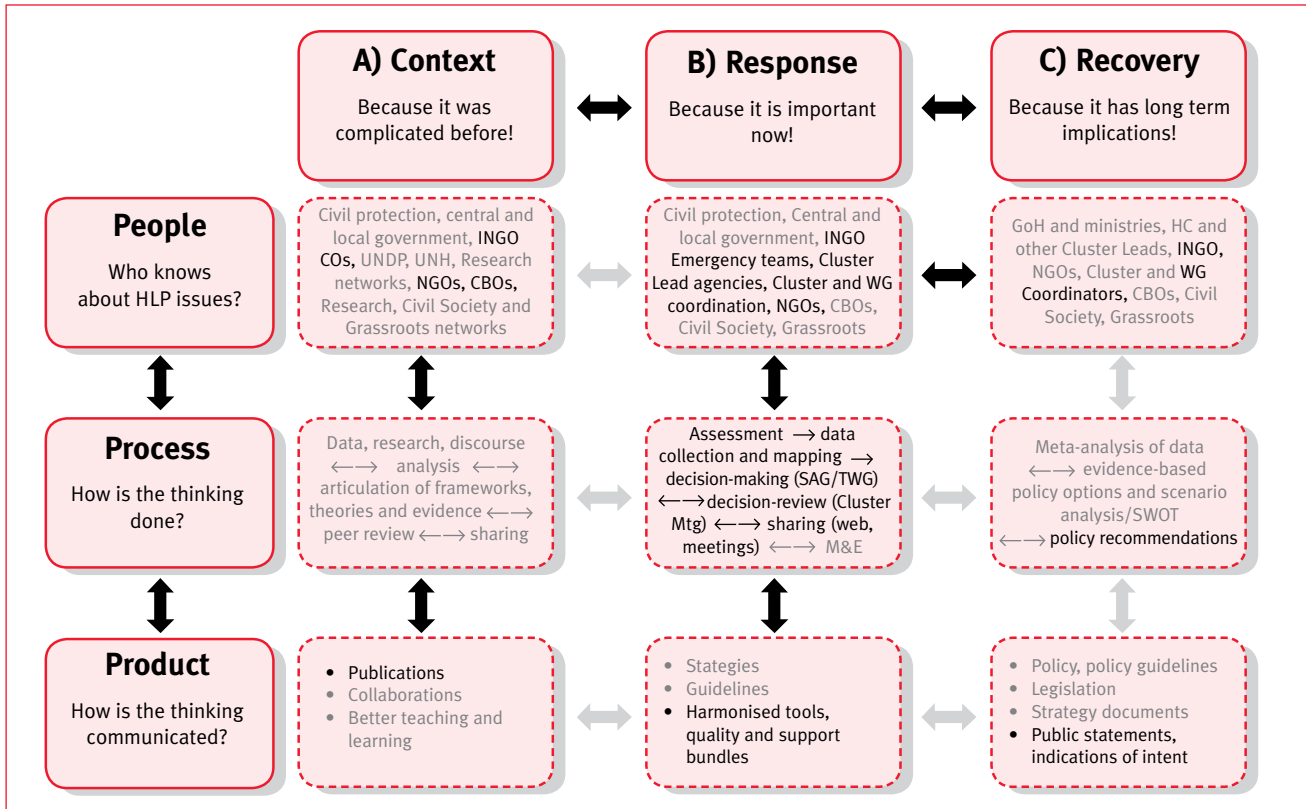 A) Context
Because it was
complicated before!
B) Response
Because it is important
now!
C) Recovery
Because it has long term
implications!
People
Who knows
about HLP issues?
Civil protection, central and
local government, INGO
COs, UNDP, UNH, Research
networks, NGOs, CBOs,
Research, Civil Society and
Grassroots networks
Civil protection, Central and
local government, INGO
Emergency teams, Cluster
Lead agencies, Cluster and WG
coordination, NGOs, CBOs,
Civil Society, Grassroots
GoH and ministries, HC and
other Cluster Leads, INGO,
NGOs, Cluster and WG
Coordinators, CBOs, Civil
Society, Grassroots
Process
How is the thinking
done?
Data, research, discourse
←→ analysis ←→
articulation of frameworks,
theories and evidence ←→
peer review ←→ sharing
Assessment → data
collection and mapping →
decision-making (SAG/TWG)
←→decision-review (Cluster
Mtg) ←→ sharing (web,
meetings) ←→ M&E
Meta-analysis of data
←→ evidence-based
policy options and scenario
analysis/SWOT
←→ policy recommendations
Product
How is the thinking
communicated?
• Publications
• Collaborations
• Better teaching and
learning
• Stategies
• Guidelines
• Harmonised tools,
quality and support
bundles
• Policy, policy guidelines
• Legislation
• Strategy documents
• Public statements,
indications of intent